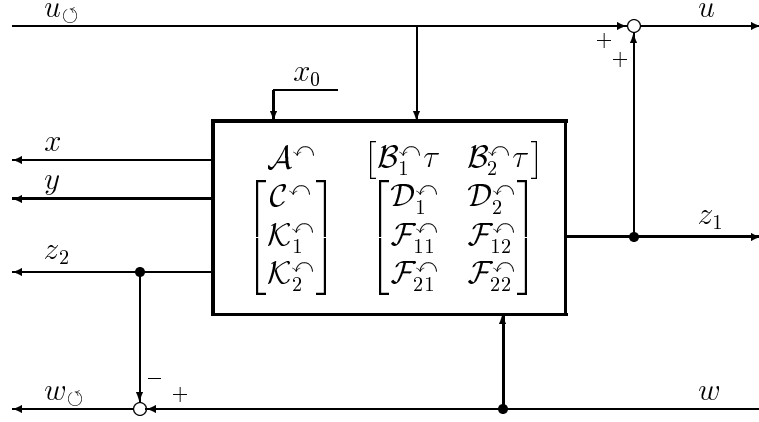 u↺ u
+
+
x₀
x 𝒜↶ [ℬ₁↶τ ℬ₂↶τ]
y [𝒞↶ [𝒟₁↶ 𝒟₂↶
𝒦₁↶ ℱ₁₁↶ ℱ₁₂↶ z₁
z₂ 𝒦₂↶] ℱ₂₁↶ ℱ₂₂↶]
−
+
w↺ w